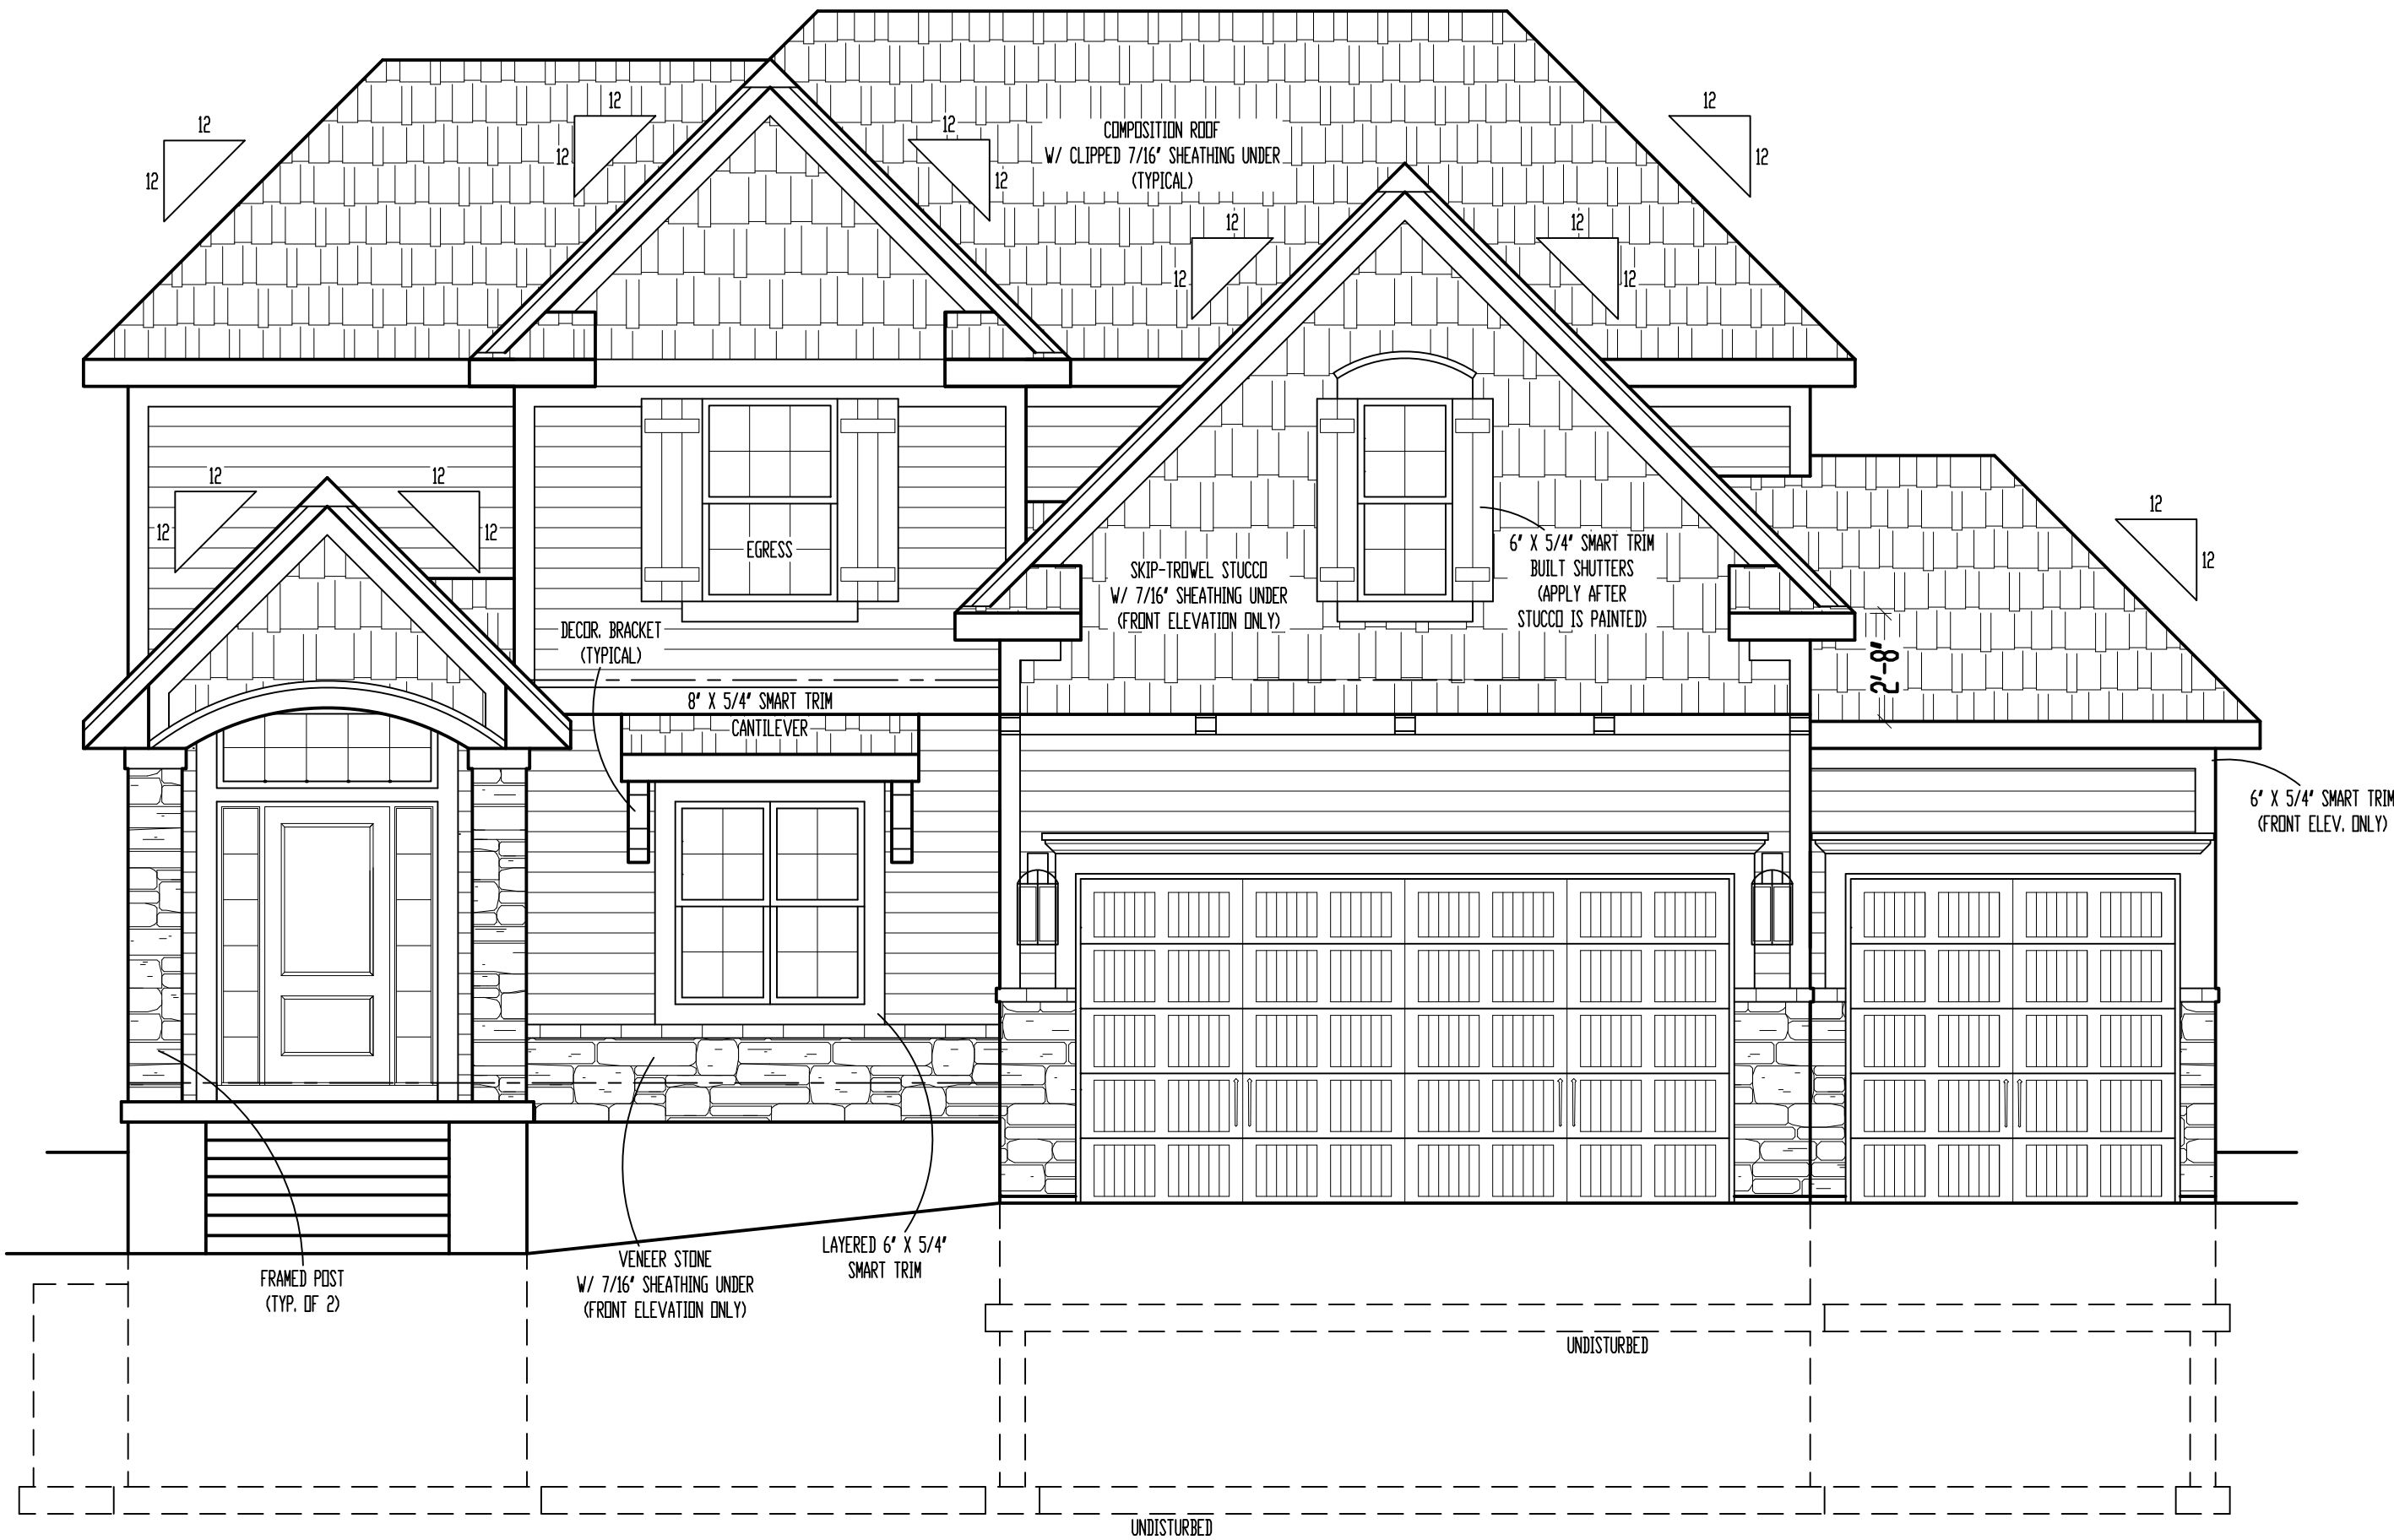 12
12
12
12
12
12
COMPOSITION ROOF
W/ CLIPPED 7/16" SHEATHING UNDER
(TYPICAL)
12
12
12
12
12
12
12
12
12
12
12
12
EGRESS
DECOR. BRACKET
(TYPICAL)
SKIP-TROWEL STUCCO
W/ 7/16" SHEATHING UNDER
(FRONT ELEVATION ONLY)
6" X 5/4" SMART TRIM
BUILT SHUTTERS
(APPLY AFTER
STUCCO IS PAINTED)
2'-8"
8" X 5/4" SMART TRIM
CANTILEVER
6" X 5/4" SMART TRIM
(FRONT ELEV. ONLY)
FRAMED POST
(TYP. OF 2)
VENEER STONE
W/ 7/16" SHEATHING UNDER
(FRONT ELEVATION ONLY)
LAYERED 6" X 5/4"
SMART TRIM
UNDISTURBED
UNDISTURBED